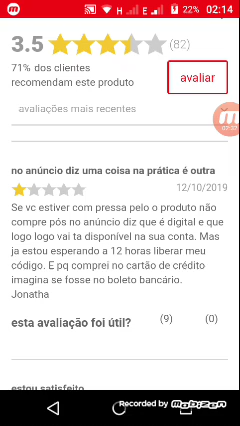 H E 22% 02:14
3.5 (82)
71% dos clientes
recomendam este produto
avaliar
avaliações mais recentes
02:27
no anúncio diz uma coisa na prática é outra
12/10/2019
Se vc estiver com pressa pelo o produto não
compre pós no anúncio diz que é digital e que
logo logo vai ta disponível na sua conta. Mas
ja estou esperando a 12 horas liberar meu
código. E pq comprei no cartão de crédito
imagina se fosse no boleto bancário.
Jonatha
esta avaliação foi útil? (9) (0)
estou satisfeito
Recorded by mobizen